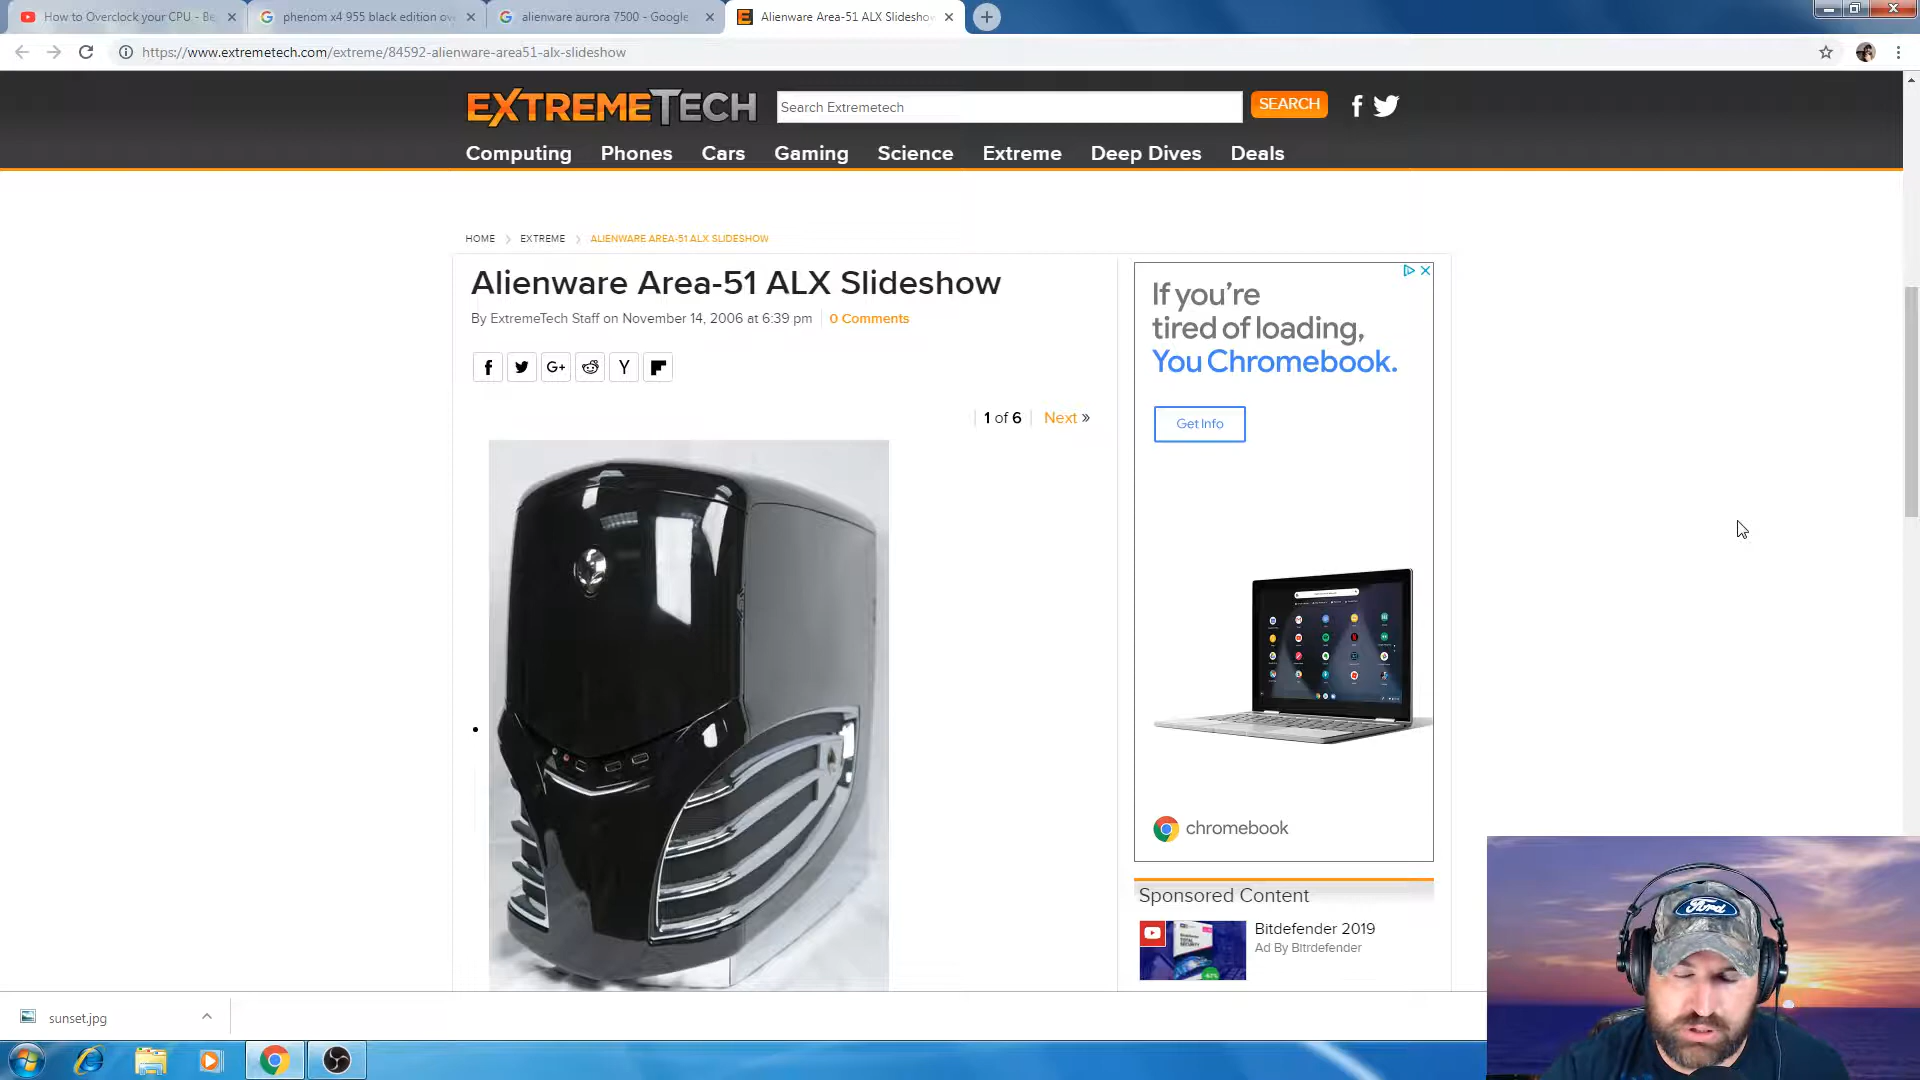 How to Overclock your CPU - Be
phenom x4 955 black edition ov
alienware aurora 7500 - Google
Alienware Area-51 ALX Slidesho
https://www.extremetech.com/extreme/84592-alienware-area51-alx-slideshow
EXTREMETECH
Search Extremetech
SEARCH
Computing Phones Cars Gaming Science Extreme Deep Dives Deals
HOME > EXTREME > ALIENWARE AREA-51 ALX SLIDESHOW
Alienware Area-51 ALX Slideshow
By ExtremeTech Staff on November 14, 2006 at 6:39 pm
0 Comments
1 of 6
Next »
If you're
tired of loading,
You Chromebook.
Get Info
chromebook
Sponsored Content
Bitdefender 2019
Ad By Bitrdefender
sunset.jpg
Ford